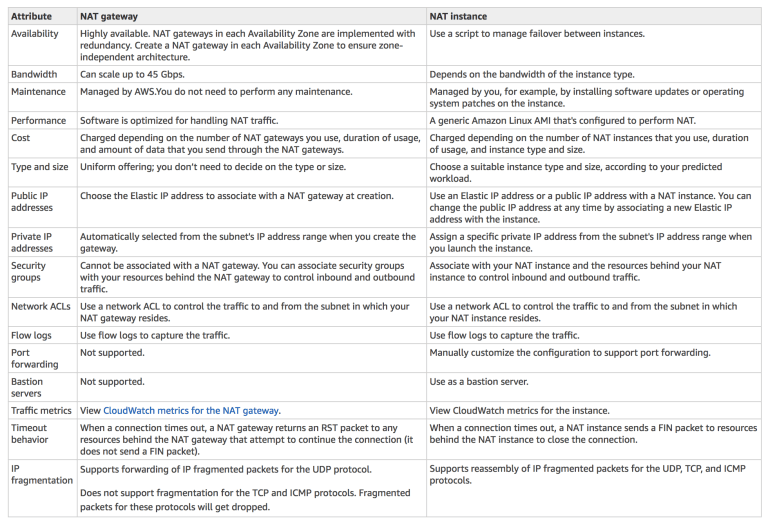 Attribute NAT gateway NAT instance
Availability Highly available. NAT gateways in each Availability Zone are implemented with Use a script to manage failover between instances.
redundancy. Create a NAT gateway in each Availability Zone to ensure zone-
independent architecture.
Bandwidth Can scale up to 45 Gbps. Depends on the bandwidth of the instance type.
Maintenance Managed by AWS.You do not need to perform any maintenance. Managed by you, for example, by installing software updates or operating
system patches on the instance.
Performance Software is optimized for handling NAT traffic. A generic Amazon Linux AMI that's configured to perform NAT.
Cost Charged depending on the number of NAT gateways you use, duration of usage, Charged depending on the number of NAT instances that you use, duration
and amount of data that you send through the NAT gateways. of usage, and instance type and size.
Type and size Uniform offering; you don't need to decide on the type or size. Choose a suitable instance type and size, according to your predicted
workload.
Public IP Choose the Elastic IP address to associate with a NAT gateway at creation. Use an Elastic IP address or a public IP address with a NAT instance. You can
addresses change the public IP address at any time by associating a new Elastic IP
address with the instance.
Private IP Automatically selected from the subnet's IP address range when you create the Assign a specific private IP address from the subnet's IP address range when
addresses gateway. you launch the instance.
Security Cannot be associated with a NAT gateway. You can associate security groups Associate with your NAT instance and the resources behind your NAT
groups with your resources behind the NAT gateway to control inbound and outbound instance to control inbound and outbound traffic.
traffic.
Network ACLs Use a network ACL to control the traffic to and from the subnet in which your Use a network ACL to control the traffic to and from the subnet in which
NAT gateway resides. your NAT instance resides.
Flow logs Use flow logs to capture the traffic. Use flow logs to capture the traffic.
Port Not supported. Manually customize the configuration to support port forwarding.
forwarding
Bastion Not supported. Use as a bastion server.
servers
Traffic metrics View CloudWatch metrics for the NAT gateway. View CloudWatch metrics for the instance.
Timeout When a connection times out, a NAT gateway returns an RST packet to any When a connection times out, a NAT instance sends a FIN packet to resources
behavior resources behind the NAT gateway that attempt to continue the connection (it behind the NAT instance to close the connection.
does not send a FIN packet).
IP Supports forwarding of IP fragmented packets for the UDP protocol. Supports reassembly of IP fragmented packets for the UDP, TCP, and ICMP
fragmentation protocols.
Does not support fragmentation for the TCP and ICMP protocols. Fragmented
packets for these protocols will get dropped.